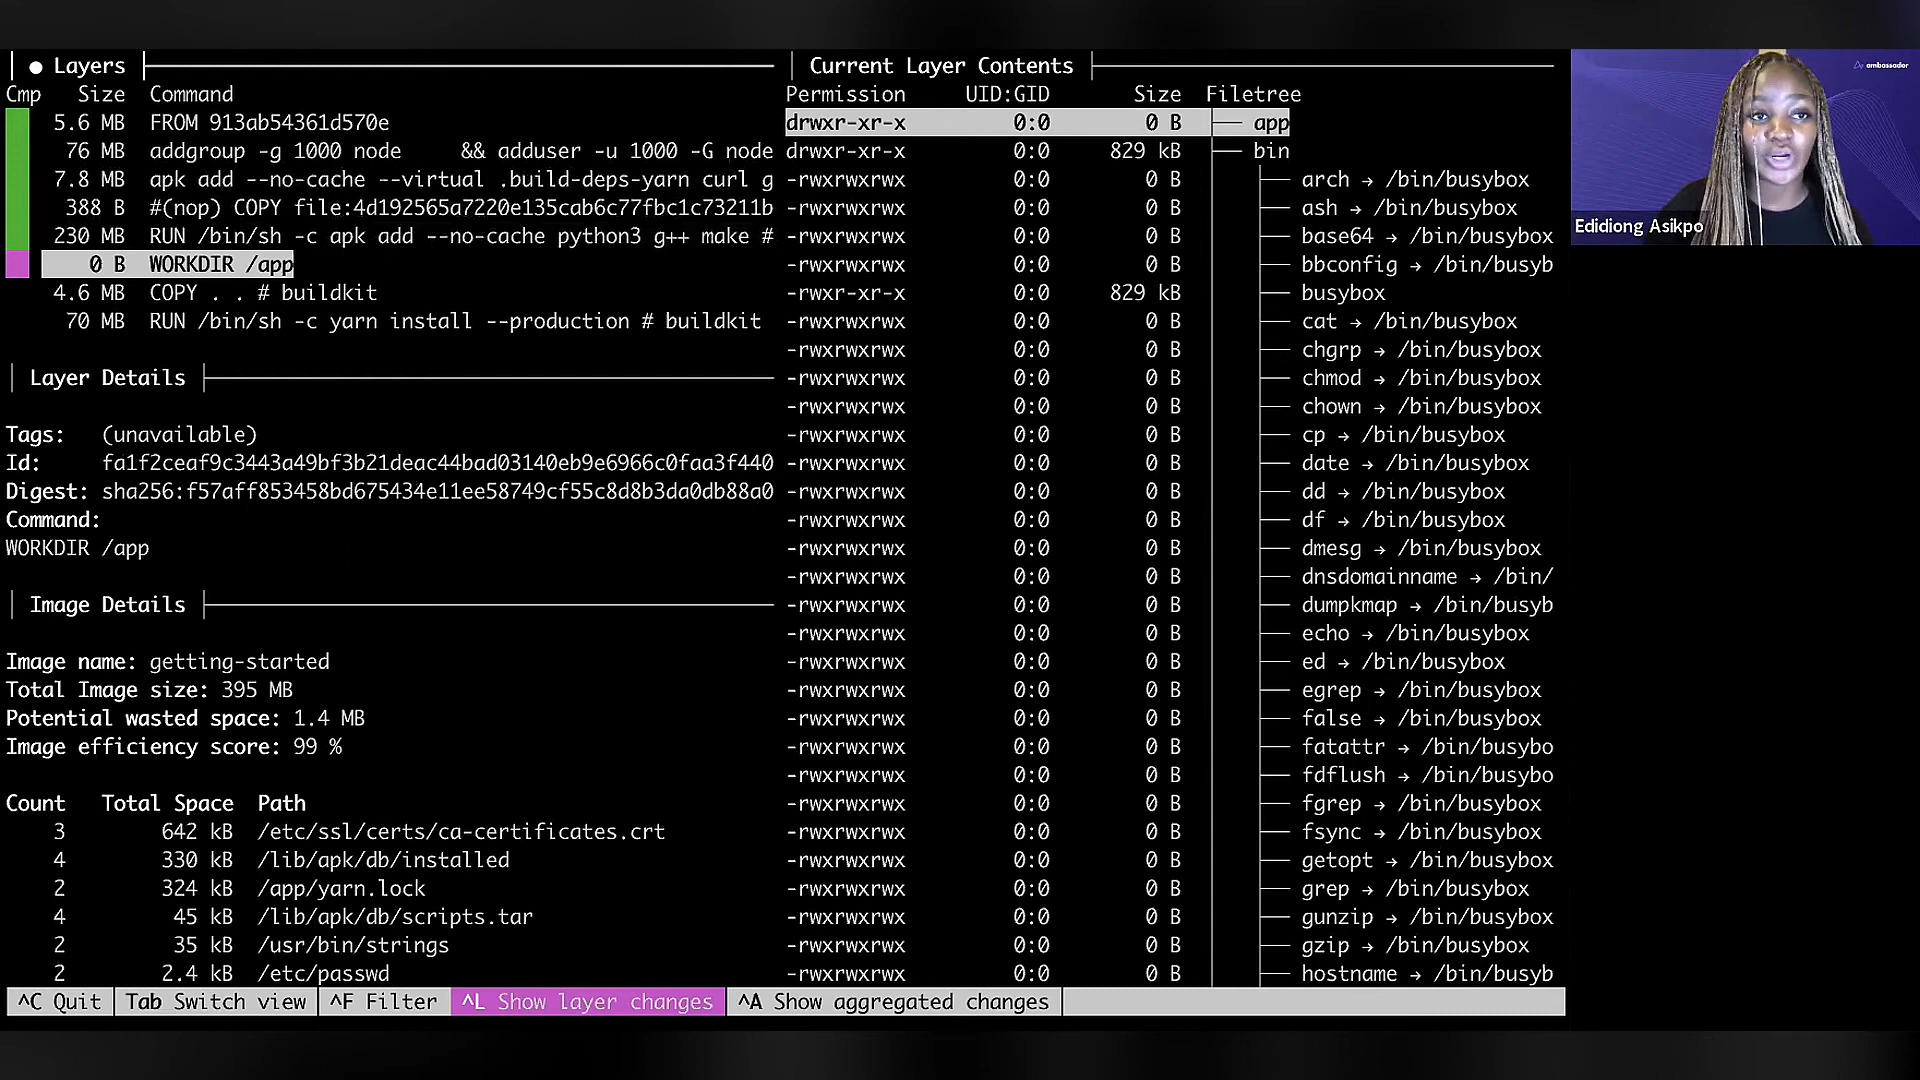 Layers
Cmp Size Command
5.6 MB FROM 913ab54361d570e
76 MB addgroup -g 1000 node && adduser -u 1000 -G node
7.8 MB apk add --no-cache --virtual .build-deps-yarn curl g
388 B #(nop) COPY file:4d192565a7220e135cab6c77fbc1c73211b
230 MB RUN /bin/sh -c apk add --no-cache python3 g++ make #
0 B WORKDIR /app
4.6 MB COPY . . # buildkit
70 MB RUN /bin/sh -c yarn install --production # buildkit
Layer Details
Tags: (unavailable)
Id: fa1f2ceaf9c3443a49bf3b21deac44bad03140eb9e6966c0faa3f440
Digest: sha256:f57aff853458bd675434e11ee58749cf55c8d8b3da0db88a0
Command:
WORKDIR /app
Image Details
Image name: getting-started
Total Image size: 395 MB
Potential wasted space: 1.4 MB
Image efficiency score: 99 %
Count Total Space Path
3 642 kB /etc/ssl/certs/ca-certificates.crt
4 330 kB /lib/apk/db/installed
2 324 kB /app/yarn.lock
4 45 kB /lib/apk/db/scripts.tar
2 35 kB /usr/bin/strings
2 2.4 kB /etc/passwd
Current Layer Contents
Permission UID:GID Size Filetree
drwxr-xr-x 0:0 0 B app
drwxr-xr-x 0:0 829 kB bin
-rwxrwxrwx 0:0 0 B arch → /bin/busybox
-rwxrwxrwx 0:0 0 B ash → /bin/busybox
-rwxrwxrwx 0:0 0 B base64 → /bin/busybox
-rwxrwxrwx 0:0 0 B bbconfig → /bin/busyb
-rwxr-xr-x 0:0 829 kB busybox
-rwxrwxrwx 0:0 0 B cat → /bin/busybox
-rwxrwxrwx 0:0 0 B chgrp → /bin/busybox
-rwxrwxrwx 0:0 0 B chmod → /bin/busybox
-rwxrwxrwx 0:0 0 B chown → /bin/busybox
-rwxrwxrwx 0:0 0 B cp → /bin/busybox
-rwxrwxrwx 0:0 0 B date → /bin/busybox
-rwxrwxrwx 0:0 0 B dd → /bin/busybox
-rwxrwxrwx 0:0 0 B df → /bin/busybox
-rwxrwxrwx 0:0 0 B dmesg → /bin/busybox
-rwxrwxrwx 0:0 0 B dnsdomainname → /bin/
-rwxrwxrwx 0:0 0 B dumpkmap → /bin/busyb
-rwxrwxrwx 0:0 0 B echo → /bin/busybox
-rwxrwxrwx 0:0 0 B ed → /bin/busybox
-rwxrwxrwx 0:0 0 B egrep → /bin/busybox
-rwxrwxrwx 0:0 0 B false → /bin/busybox
-rwxrwxrwx 0:0 0 B fatattr → /bin/busybo
-rwxrwxrwx 0:0 0 B fdflush → /bin/busybo
-rwxrwxrwx 0:0 0 B fgrep → /bin/busybox
-rwxrwxrwx 0:0 0 B fsync → /bin/busybox
-rwxrwxrwx 0:0 0 B getopt → /bin/busybox
-rwxrwxrwx 0:0 0 B grep → /bin/busybox
-rwxrwxrwx 0:0 0 B gunzip → /bin/busybox
-rwxrwxrwx 0:0 0 B gzip → /bin/busybox
-rwxrwxrwx 0:0 0 B hostname → /bin/busyb
^C Quit Tab Switch view ^F Filter ^L Show layer changes ^A Show aggregated changes
ambassador
Edidiong Asikpo